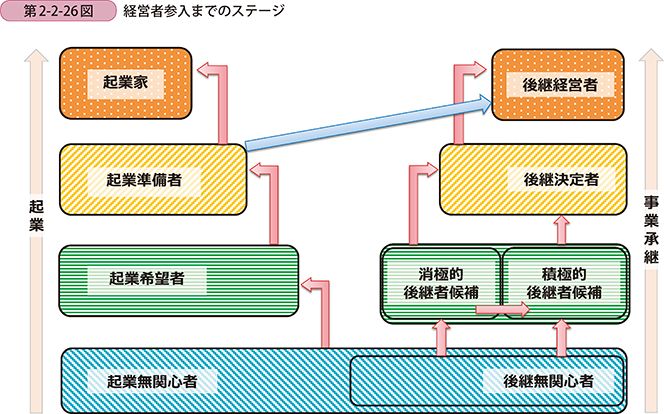 第2-2-26図 経営者参入までのステージ
起業家
後継経営者
起業準備者
後継決定者
起業
事業承継
起業希望者
消極的
後継者候補
積極的
後継者候補
起業無関心者
後継無関心者